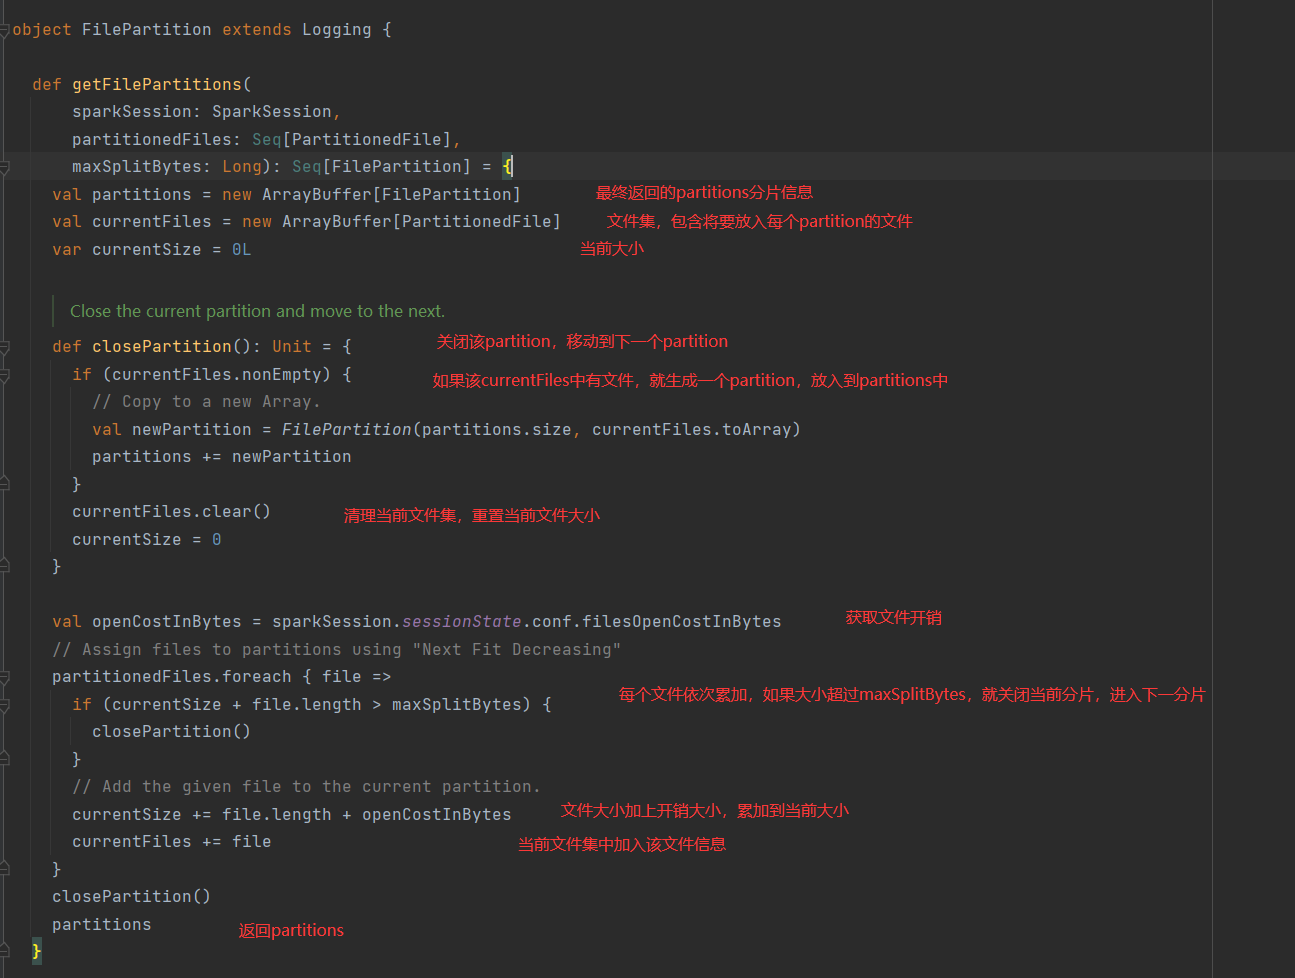 object FilePartition extends Logging {
def getFilePartitions(
sparkSession: SparkSession,
partitionedFiles: Seq[PartitionedFile],
maxSplitBytes: Long): Seq[FilePartition] = {
val partitions = new ArrayBuffer[FilePartition] 最终返回的partitions分片信息
val currentFiles = new ArrayBuffer[PartitionedFile] 文件集，包含将要放入每个partition的文件
var currentSize = 0L 当前大小
Close the current partition and move to the next.
def closePartition(): Unit = { 关闭该partition，移动到下一个partition
if (currentFiles.nonEmpty) { 如果该currentFiles中有文件，就生成一个partition，放入到partitions中
// Copy to a new Array.
val newPartition = FilePartition(partitions.size, currentFiles.toArray)
partitions += newPartition
}
currentFiles.clear() 清理当前文件集，重置当前文件大小
currentSize = 0
}
val openCostInBytes = sparkSession.sessionState.conf.filesOpenCostInBytes 获取文件开销
// Assign files to partitions using "Next Fit Decreasing"
partitionedFiles.foreach { file =>
if (currentSize + file.length > maxSplitBytes) { 每个文件依次累加，如果大小超过maxSplitBytes，就关闭当前分片，进入下一分片
closePartition()
}
// Add the given file to the current partition.
currentSize += file.length + openCostInBytes 文件大小加上开销大小，累加到当前大小
currentFiles += file 当前文件集中加入该文件信息
}
closePartition()
partitions 返回partitions
}